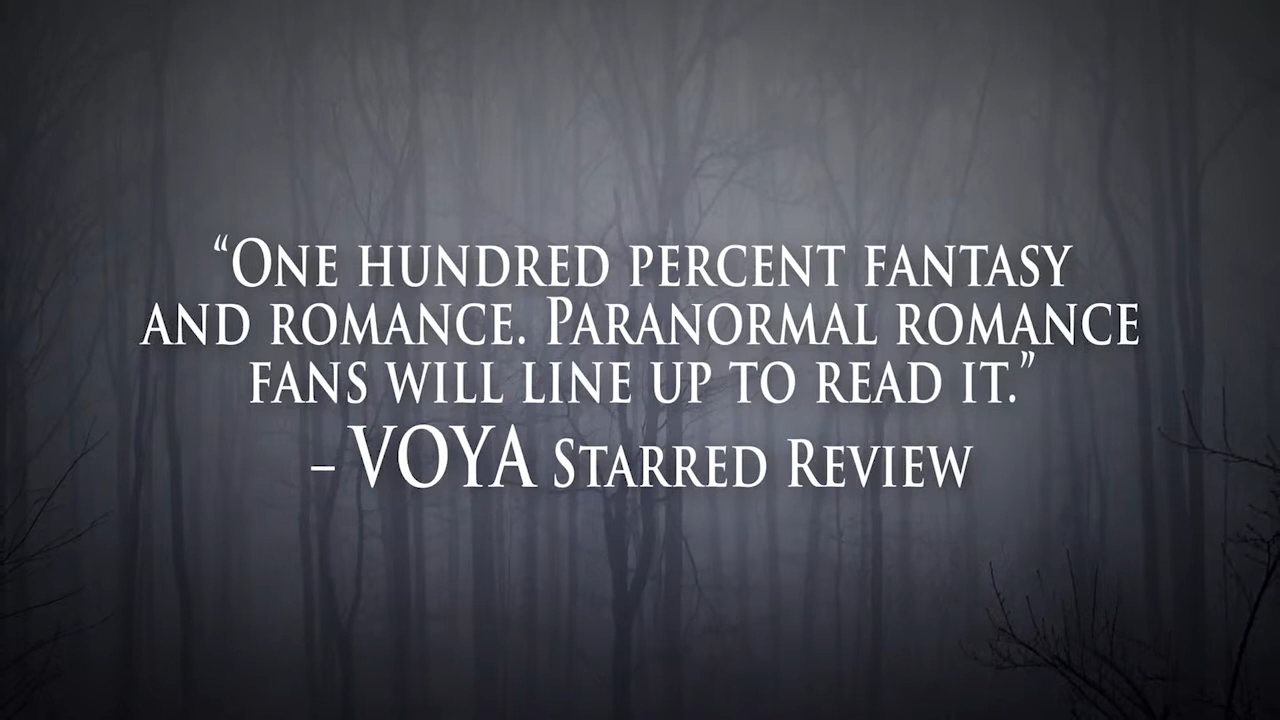 “One hundred percent fantasy
and romance. Paranormal romance
fans will line up to read it.”
– VOYA Starred Review